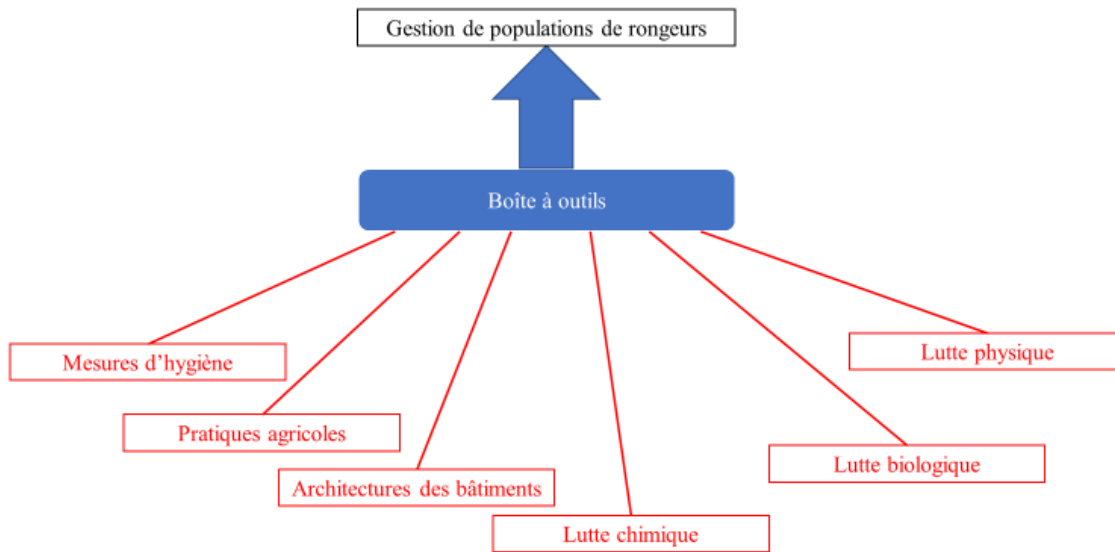 Gestion de populations de rongeurs
Boîte à outils
Mesures d’hygiène
Lutte physique
Pratiques agricoles
Lutte biologique
Architectures des bâtiments
Lutte chimique